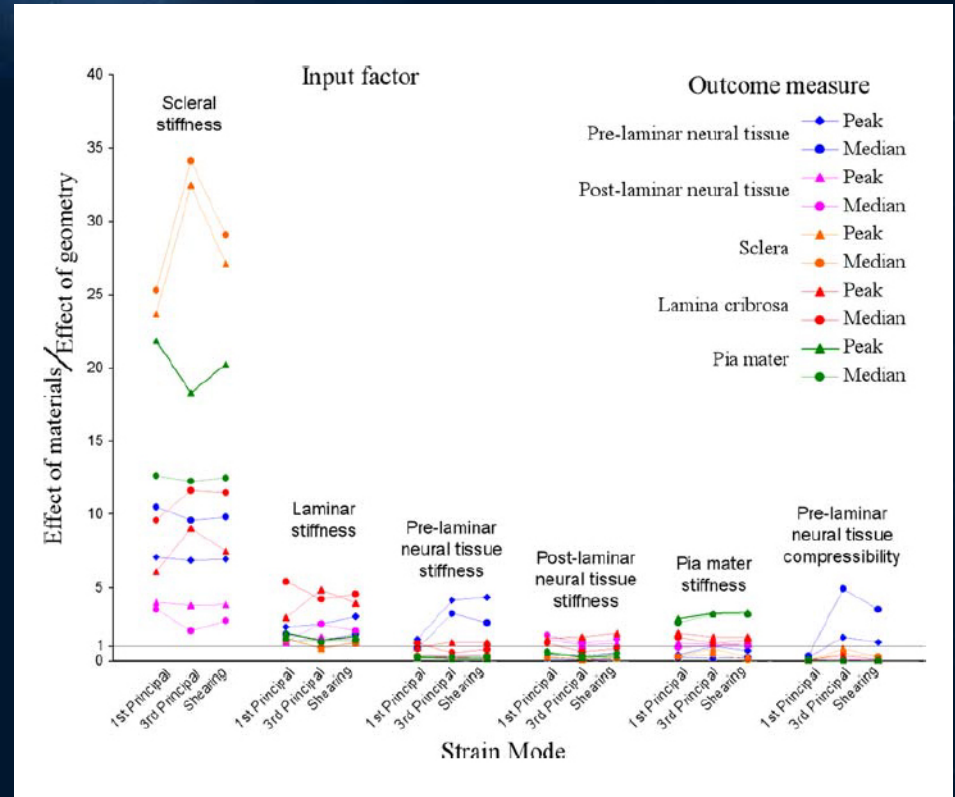 Input factor
Outcome measure
Pre-laminar neural tissue
Peak
Median
Post-laminar neural tissue
Peak
Median
Sclera
Peak
Median
Lamina cribrosa
Peak
Median
Pia mater
Peak
Median
Scleral
stiffness
Laminar
stiffness
Pre-laminar
neural tissue
stiffness
Post-laminar
neural tissue
stiffness
Pia mater
stiffness
Pre-laminar
neural tissue
compressibility
Effect of materials/Effect of geometry
40
35
30
25
20
15
10
5
1
0
1st Principal
3rd Principal
Shearing
1st Principal
3rd Principal
Shearing
1st Principal
3rd Principal
Shearing
1st Principal
3rd Principal
Shearing
1st Principal
3rd Principal
Shearing
1st Principal
3rd Principal
Shearing
Strain Mode